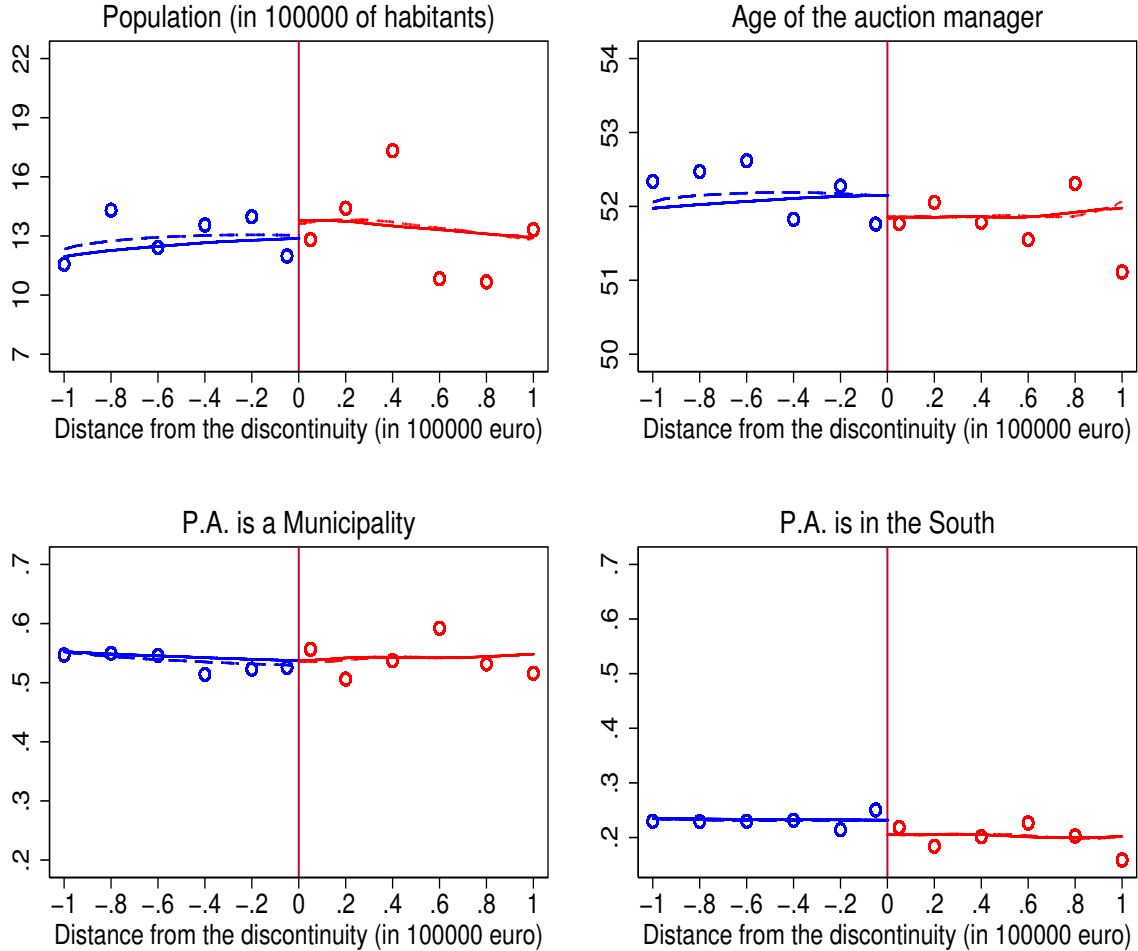 Population (in 100000 of habitants)
22
19
16
13
10
7
−1 −.8 −.6 −.4 −.2 0 .2 .4 .6 .8 1
Distance from the discontinuity (in 100000 euro)
Age of the auction manager
54
53
52
51
50
−1 −.8 −.6 −.4 −.2 0 .2 .4 .6 .8 1
Distance from the discontinuity (in 100000 euro)
P.A. is a Municipality
.7
.6
.5
.4
.3
.2
−1 −.8 −.6 −.4 −.2 0 .2 .4 .6 .8 1
Distance from the discontinuity (in 100000 euro)
P.A. is in the South
.7
.6
.5
.4
.3
.2
−1 −.8 −.6 −.4 −.2 0 .2 .4 .6 .8 1
Distance from the discontinuity (in 100000 euro)